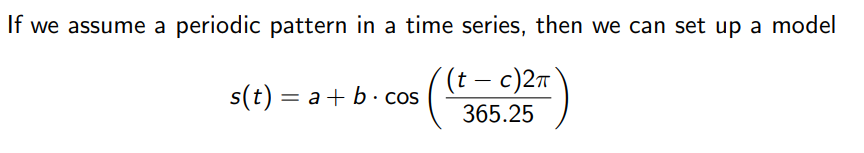 If we assume a periodic pattern in a time series, then we can set up a model
s(t) = a + b · cos ( (t − c)2π / 365.25 )